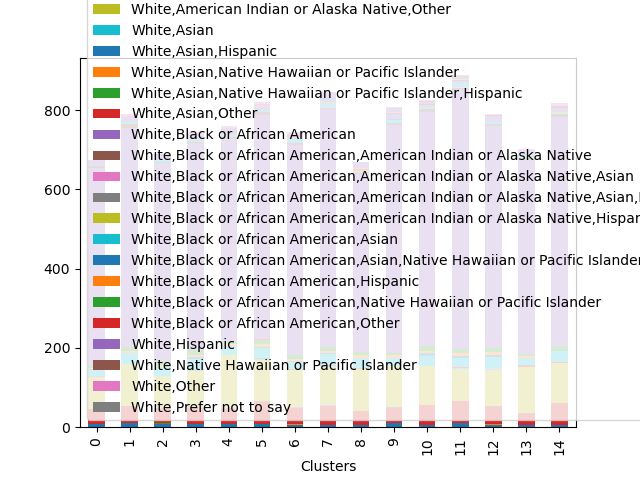 White,American Indian or Alaska Native,Other
White,Asian
White,Asian,Hispanic
White,Asian,Native Hawaiian or Pacific Islander
White,Asian,Native Hawaiian or Pacific Islander,Hispanic
White,Asian,Other
White,Black or African American
White,Black or African American,American Indian or Alaska Native
White,Black or African American,American Indian or Alaska Native,Asian
White,Black or African American,American Indian or Alaska Native,Asian,
White,Black or African American,American Indian or Alaska Native,Hispan
White,Black or African American,Asian
White,Black or African American,Asian,Native Hawaiian or Pacific Islander
White,Black or African American,Hispanic
White,Black or African American,Native Hawaiian or Pacific Islander
White,Black or African American,Other
White,Hispanic
White,Native Hawaiian or Pacific Islander
White,Other
White,Prefer not to say
800
600
400
200
0
0 1 2 3 4 5 6 7 8 9 10 11 12 13 14
Clusters